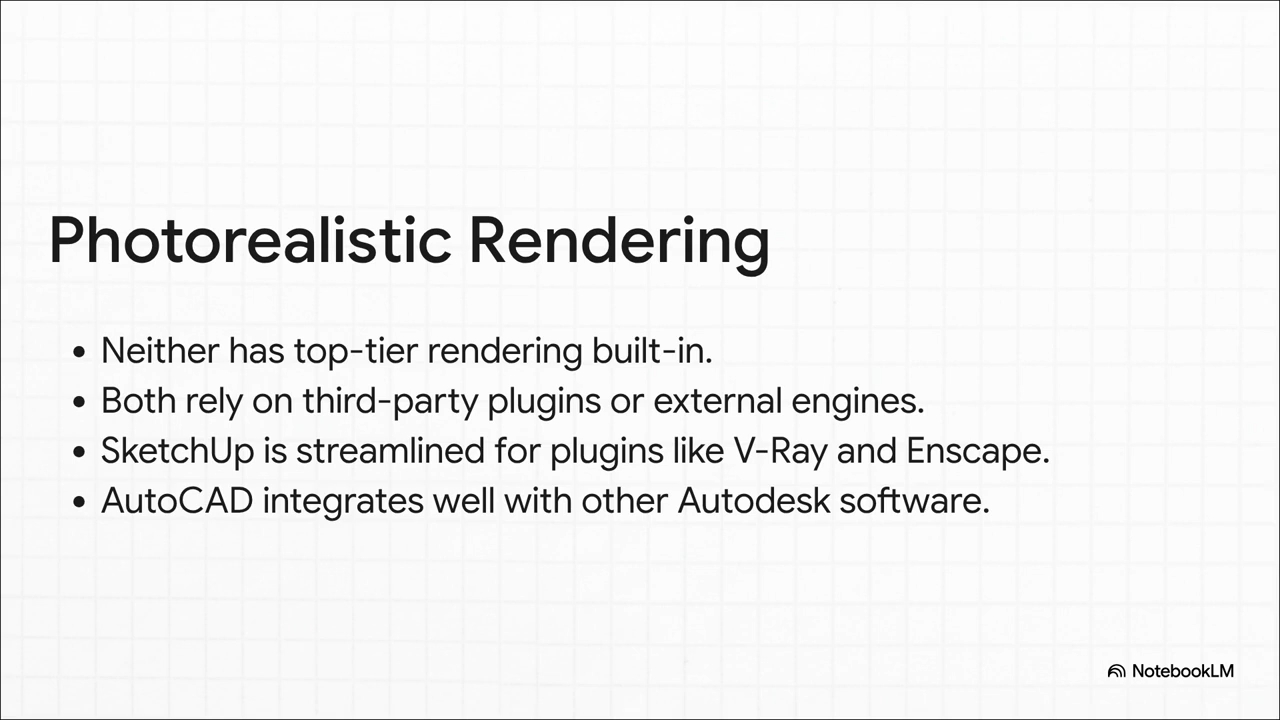 Photorealistic Rendering
• Neither has top-tier rendering built-in.
• Both rely on third-party plugins or external engines.
• SketchUp is streamlined for plugins like V-Ray and Enscape.
• AutoCAD integrates well with other Autodesk software.
NotebookLM